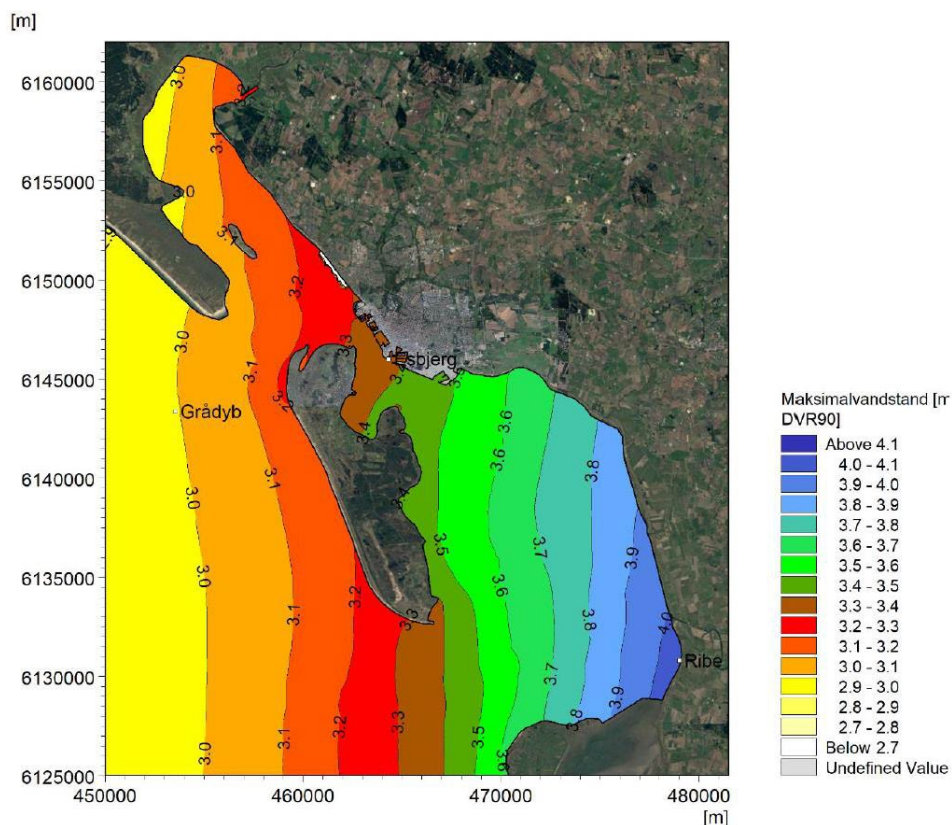 [m]
6160000
6155000
6150000
6145000
6140000
6135000
6130000
6125000
450000
460000
470000
480000
[m]
3.0
3.1
3.0
3.1
3.2
3.0
3.1
3.3
3.4
Esbjerg
Grådyb
3.4
3.6
3.6
3.8
3.1
3.0
3.4
3.5
3.7
3.9
3.0
3.1
3.2
3.3
3.6
3.8
4.0
Ribe
3.7
3.9
3.0
3.1
3.2
3.3
3.5
3.8
Maksimalvandstand [m
DVR90]
Above 4.1
4.0 - 4.1
3.9 - 4.0
3.8 - 3.9
3.7 - 3.8
3.6 - 3.7
3.5 - 3.6
3.4 - 3.5
3.3 - 3.4
3.2 - 3.3
3.1 - 3.2
3.0 - 3.1
2.9 - 3.0
2.8 - 2.9
2.7 - 2.8
Below 2.7
Undefined Value